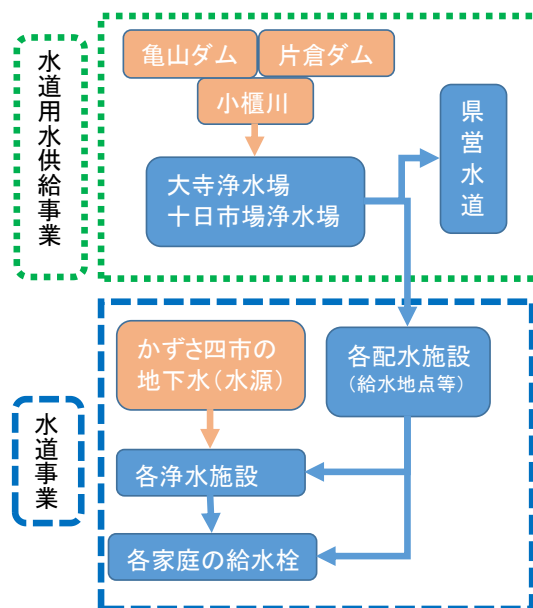 水道用水供給事業
亀山ダム
片倉ダム
小櫃川
大寺浄水場
十日市場浄水場
県営水道
水道事業
かずさ四市の
地下水(水源)
各配水施設
(給水地点等)
各浄水施設
各家庭の給水栓